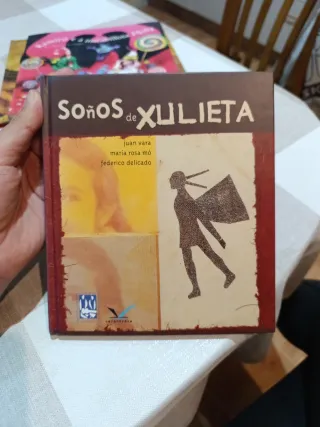 SOÑOS de XULIETA
juan vara
maría rosa mó
federico delicado